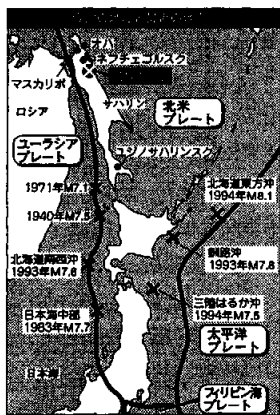 オハ
ネフチェゴルスク
マスカリボ
ロシア
サハリン
北米
プレート
ユーラシア
プレート
ユジノサハリンスク
1971年M7.1
1940年M7.5
北海道東方沖
1994年M8.1
北海道南西沖
1993年M7.8
釧路沖
1993年M7.8
三陸はるか沖
1994年M7.5
日本海中部
1983年M7.7
太平洋
プレート
日本海
フィリピン海
プレート